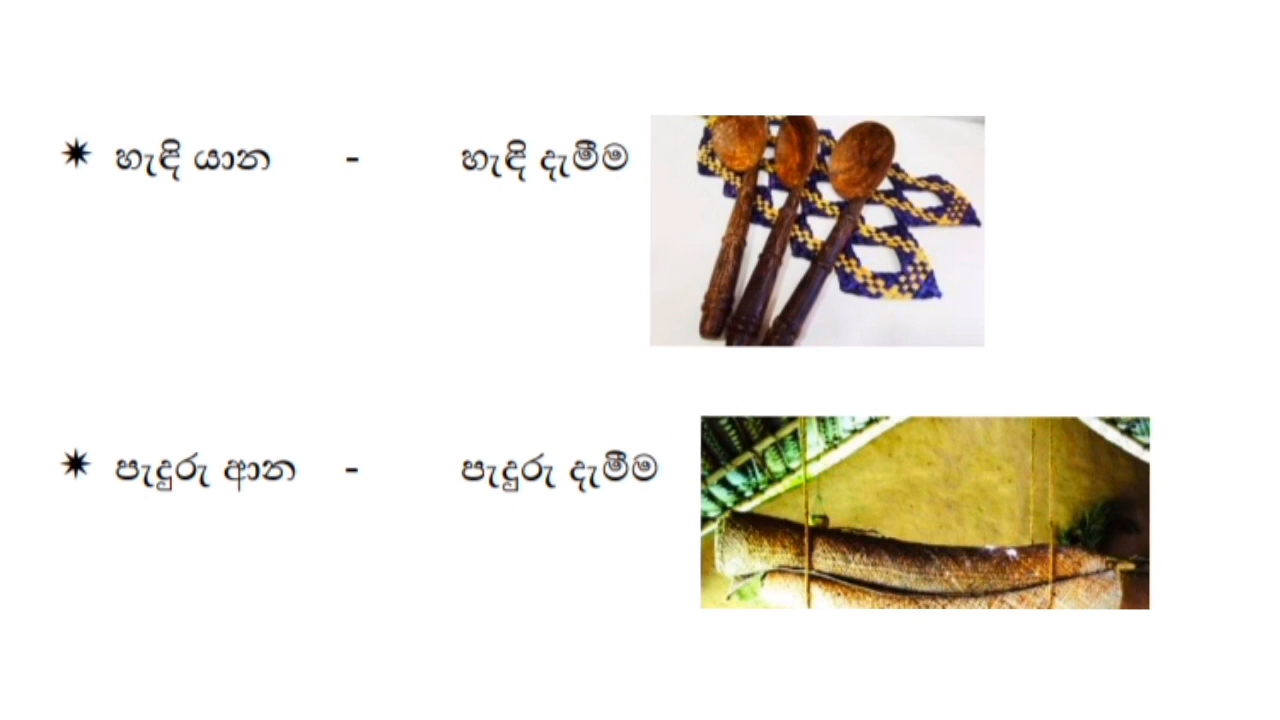 ✷ හැඳි යාන - හැඳි දැමීම
✷ පැදුරු ආන - පැදුරු දැමීම